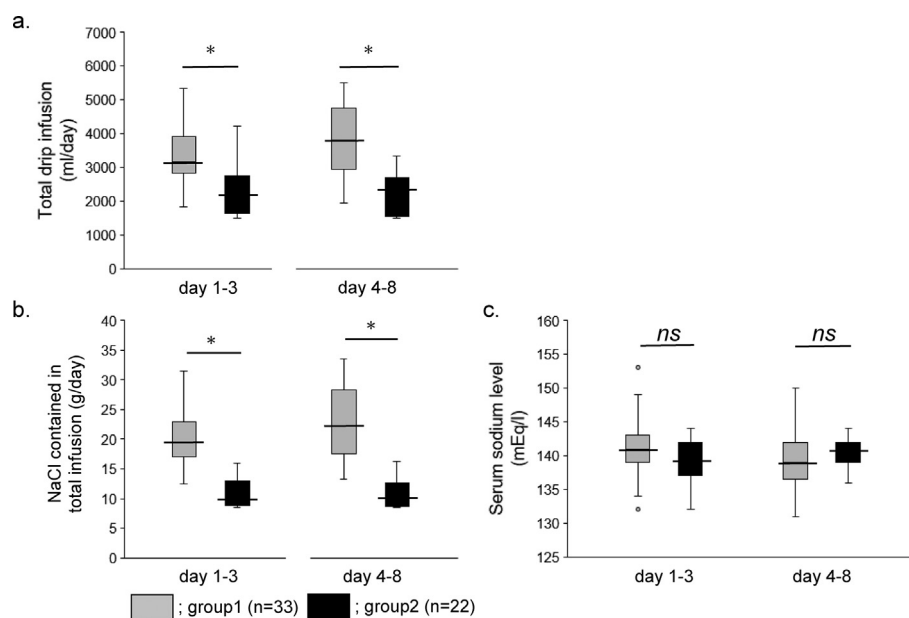 a.
Total drip infusion
(ml/day)
7000
6000
5000
4000
3000
2000
1000
0
*
*
day 1-3
day 4-8
b.
NaCl contained in
total infusion (g/day)
40
35
30
25
20
15
10
5
0
*
*
day 1-3
day 4-8
c.
Serum sodium level
(mEq/l)
160
155
150
145
140
135
130
125
ns
ns
day 1-3
day 4-8
; group1 (n=33)
; group2 (n=22)